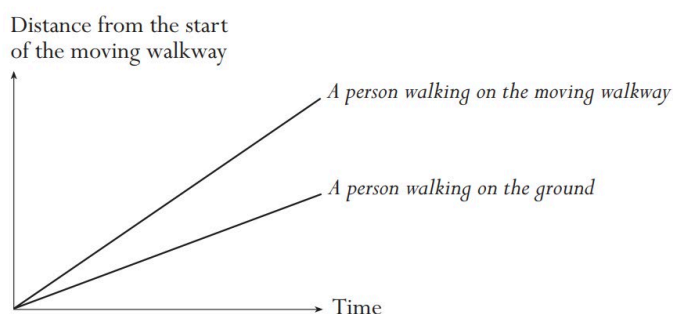 Distance from the start
of the moving walkway
A person walking on the moving walkway
A person walking on the ground
Time